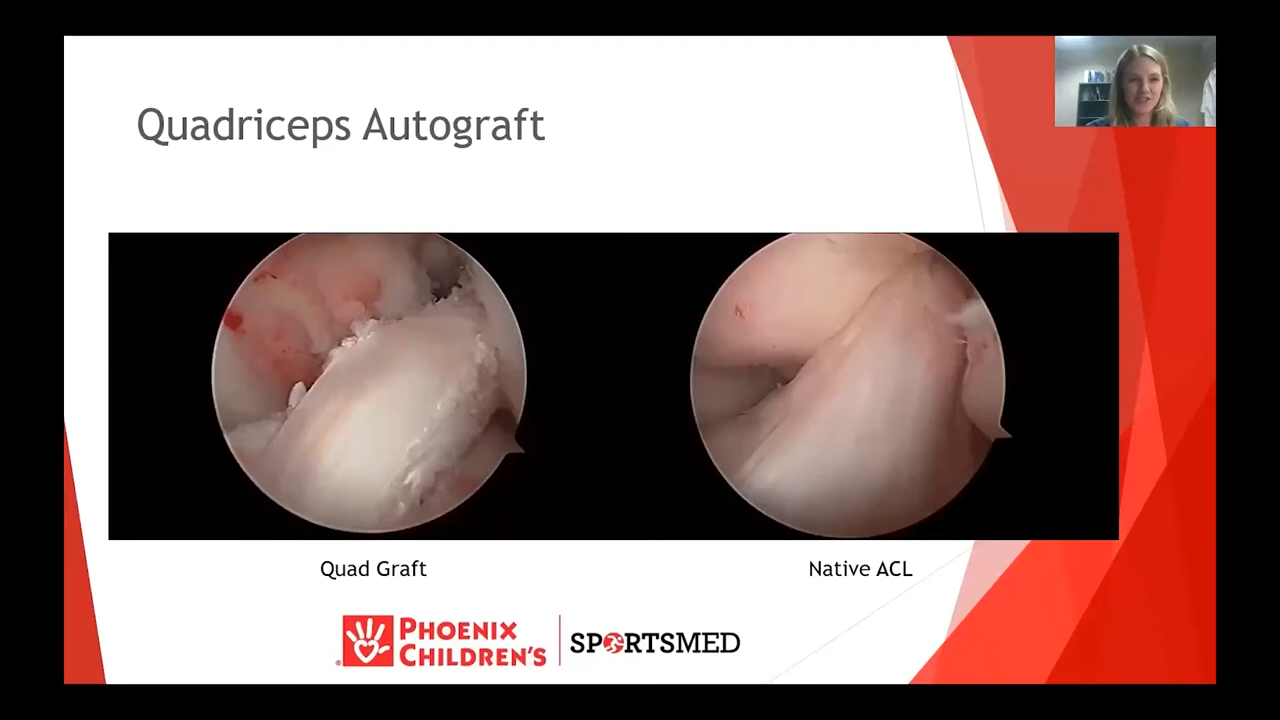 Quadriceps Autograft
Quad Graft
Native ACL
PHOENIX
CHILDREN'S
SPORTSMED